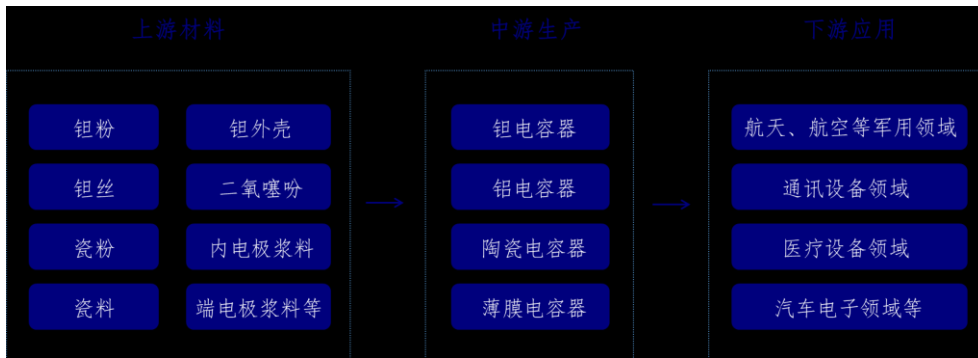 上游材料
中游生产
下游应用
钽粉
钽外壳
钽丝
二氧噻吩
瓷粉
内电极浆料
瓷料
端电极浆料等
钽电容器
铝电容器
陶瓷电容器
薄膜电容器
航天、航空等军用领域
通讯设备领域
医疗设备领域
汽车电子领域等